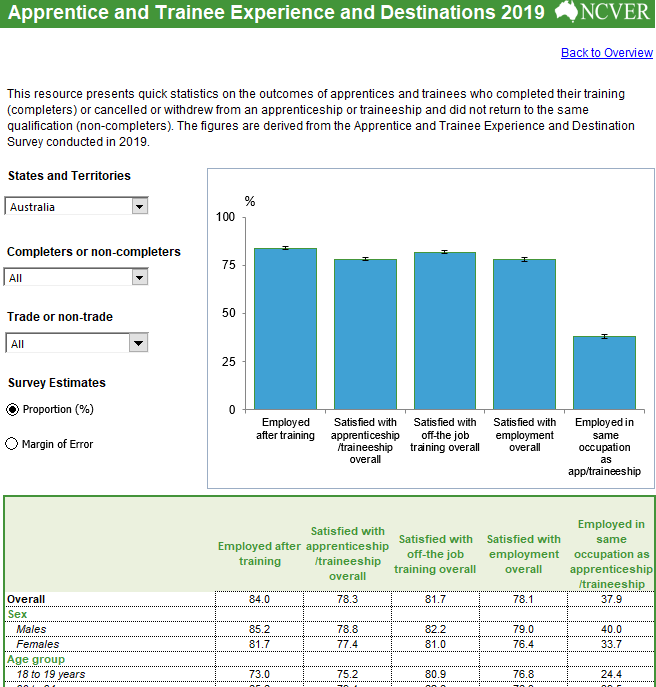 Apprentice and Trainee Experience and Destinations 2019 NCVER
Back to Overview
This resource presents quick statistics on the outcomes of apprentices and trainees who completed their training
(completers) or cancelled or withdrew from an apprenticeship or traineeship and did not return to the same
qualification (non-completers). The figures are derived from the Apprentice and Trainee Experience and Destination
Survey conducted in 2019.
States and Territories
Australia
Completers or non-completers
All
Trade or non-trade
All
Survey Estimates
Proportion (%)
Margin of Error
%
100
75
50
25
0
Employed
after training
Satisfied with
apprenticeship
/traineeship
overall
Satisfied with
off-the job
training overall
Satisfied with
employment
overall
Employed in
same
occupation
as
app/traineeship
Employed after
training
Satisfied with
apprenticeship
/traineeship
overall
Satisfied with
off-the job
training overall
Satisfied with
employment
overall
Employed in
same
occupation as
apprenticeship
/traineeship
Overall 84.0 78.3 81.7 78.1 37.9
Sex
Males 85.2 78.8 82.2 79.0 40.0
Females 81.7 77.4 81.0 76.4 33.7
Age group
18 to 19 years 73.0 75.2 80.9 76.8 24.4